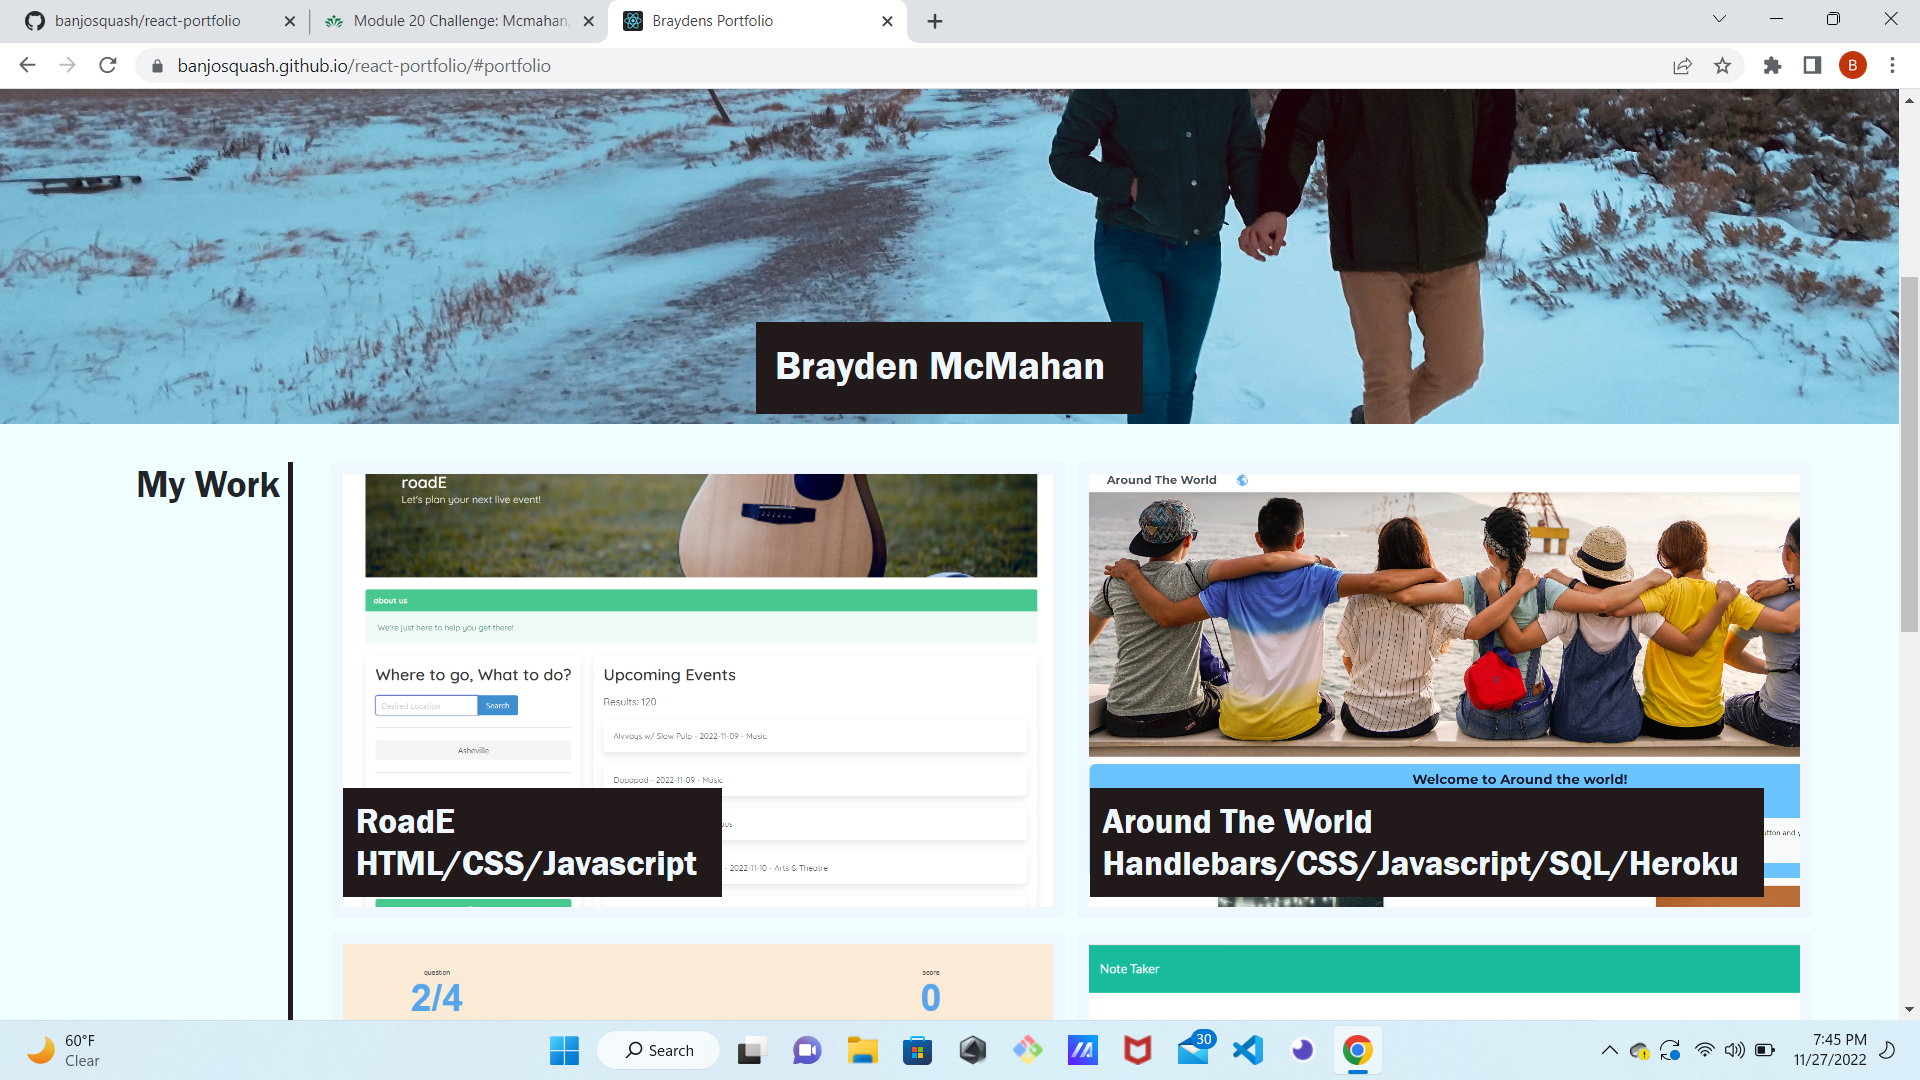 banjosquash/react-portfolio
Module 20 Challenge: Mcmahan,
Braydens Portfolio
banjosquash.github.io/react-portfolio/#portfolio
B
Brayden McMahan
My Work
roadE
Let's plan your next live event!
about us
We're just here to help you get there!
Where to go, What to do?
Desired Location
Search
Asheville
Upcoming Events
Results: 120
Alvvays w/ Slow Pulp - 2022-11-09 - Music
Dopapod - 2022-11-09 - Music
- 2022-11-10 - Arts & Theatre
RoadE
HTML/CSS/Javascript
Around The World
Welcome to Around the world!
Around The World
Handlebars/CSS/Javascript/SQL/Heroku
question
2/4
score
0
Note Taker
60°F
Clear
Search
30
7:45 PM
11/27/2022